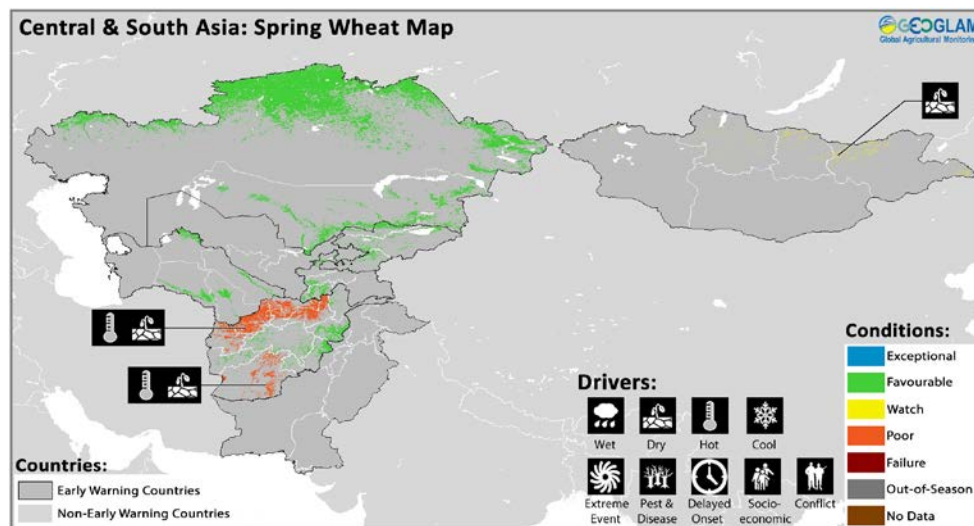 Central & South Asia: Spring Wheat Map
GEOGLAM
Global Agricultural Monitoring
Conditions:
Exceptional
Favourable
Watch
Poor
Failure
Out-of-Season
No Data
Drivers:
Wet
Dry
Hot
Cool
Extreme
Event
Pest &
Disease
Delayed
Onset
Socio-
economic
Conflict
Countries:
Early Warning Countries
Non-Early Warning Countries